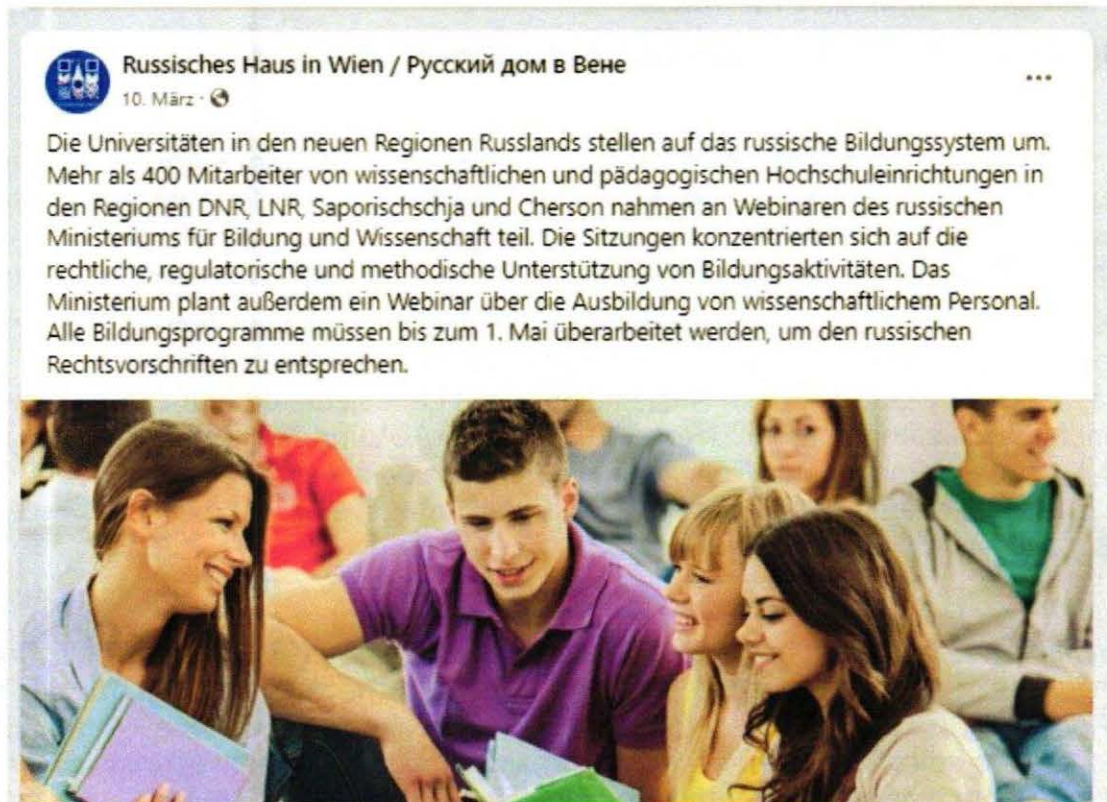 Russisches Haus in Wien / Русский дом в Вене
10. März ·
Die Universitäten in den neuen Regionen Russlands stellen auf das russische Bildungssystem um.
Mehr als 400 Mitarbeiter von wissenschaftlichen und pädagogischen Hochschuleinrichtungen in
den Regionen DNR, LNR, Saporischschja und Cherson nahmen an Webinaren des russischen
Ministeriums für Bildung und Wissenschaft teil. Die Sitzungen konzentrierten sich auf die
rechtliche, regulatorische und methodische Unterstützung von Bildungsaktivitäten. Das
Ministerium plant außerdem ein Webinar über die Ausbildung von wissenschaftlichem Personal.
Alle Bildungsprogramme müssen bis zum 1. Mai überarbeitet werden, um den russischen
Rechtsvorschriften zu entsprechen.